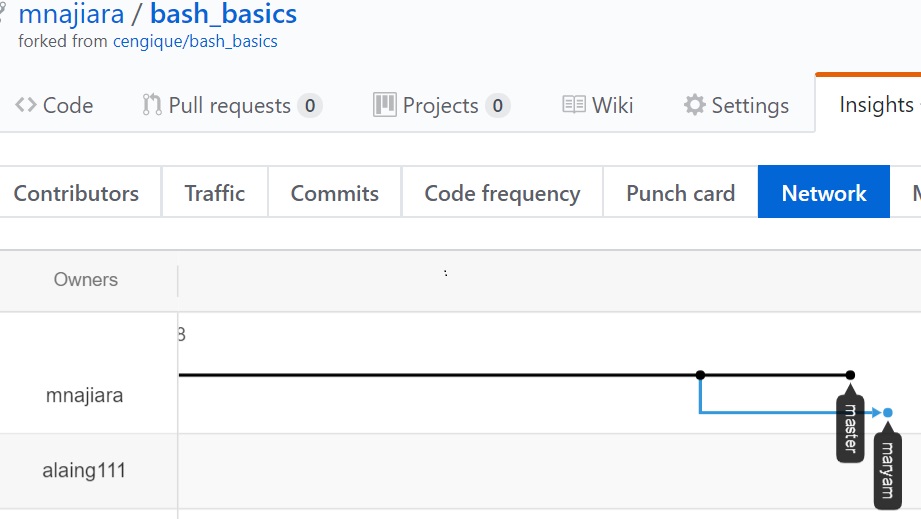 mnajiara / bash_basics
forked from cengique/bash_basics
Code Pull requests 0 Projects 0 Wiki Settings Insights
Contributors Traffic Commits Code frequency Punch card Network
Owners
8
mnajiara
master
maryam
alaing111